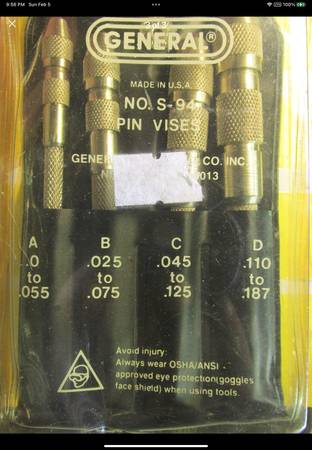 9:56 PM Sun Feb 5
100%
GENERAL®
MADE IN U.S.A.
NO. S-94
PIN VISES
CO. INC.
A B C D
.0 .025 .045 .110
to to to to
.055 .075 .125 .187
Avoid injury:
Always wear OSHA/ANSI
approved eye protection(goggles
face shield) when using tools.